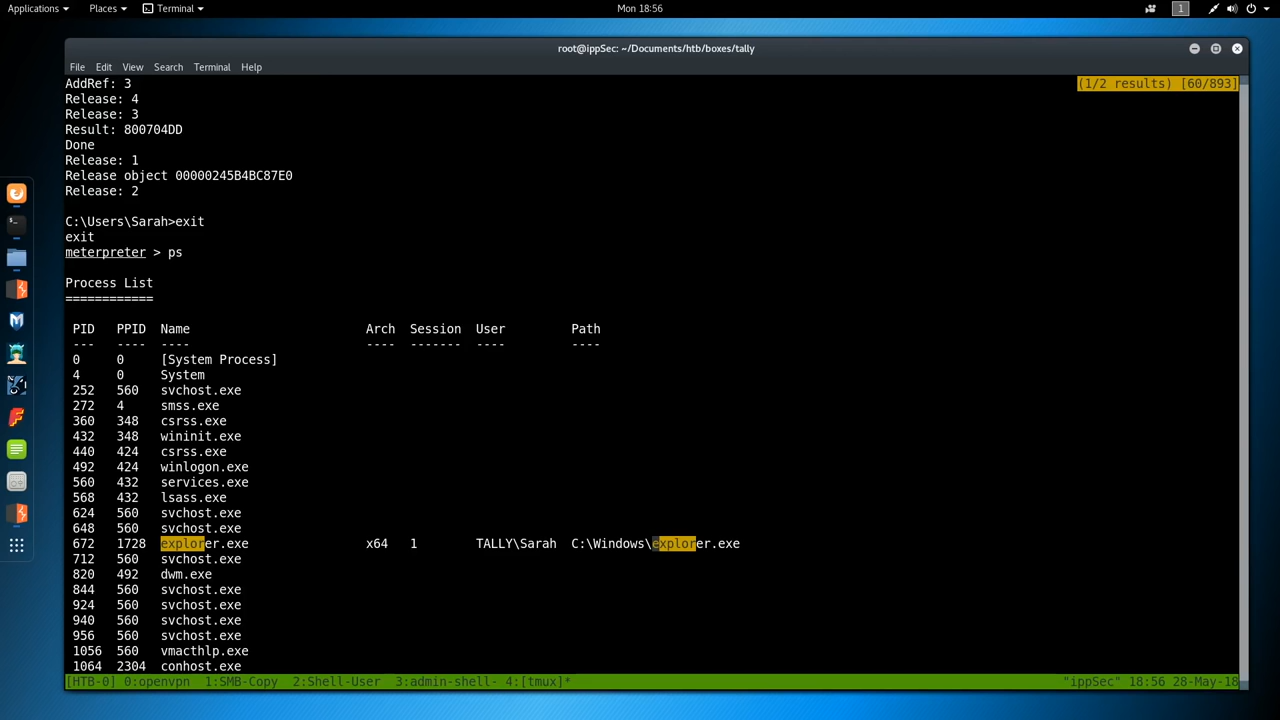 Applications Places Terminal Mon 18:56 1
root@ippSec: ~/Documents/htb/boxes/tally
File Edit View Search Terminal Help
AddRef: 3 (1/2 results) [60/893]
Release: 4
Release: 3
Result: 800704DD
Done
Release: 1
Release object 00000245B4BC87E0
Release: 2
C:\Users\Sarah>exit
exit
meterpreter > ps
Process List
============
PID PPID Name Arch Session User Path
--- ---- ---- ---- ------- ---- ----
0 0 [System Process]
4 0 System
252 560 svchost.exe
272 4 smss.exe
360 348 csrss.exe
432 348 wininit.exe
440 424 csrss.exe
492 424 winlogon.exe
560 432 services.exe
568 432 lsass.exe
624 560 svchost.exe
648 560 svchost.exe
672 1728 explorer.exe x64 1 TALLY\Sarah C:\Windows\explorer.exe
712 560 svchost.exe
820 492 dwm.exe
844 560 svchost.exe
924 560 svchost.exe
940 560 svchost.exe
956 560 svchost.exe
1056 560 vmacthlp.exe
1064 2304 conhost.exe
[HTB-0] 0:openvpn 1:SMB-Copy 2:Shell-User 3:admin-shell- 4:[tmux]* "ippSec" 18:56 28-May-18